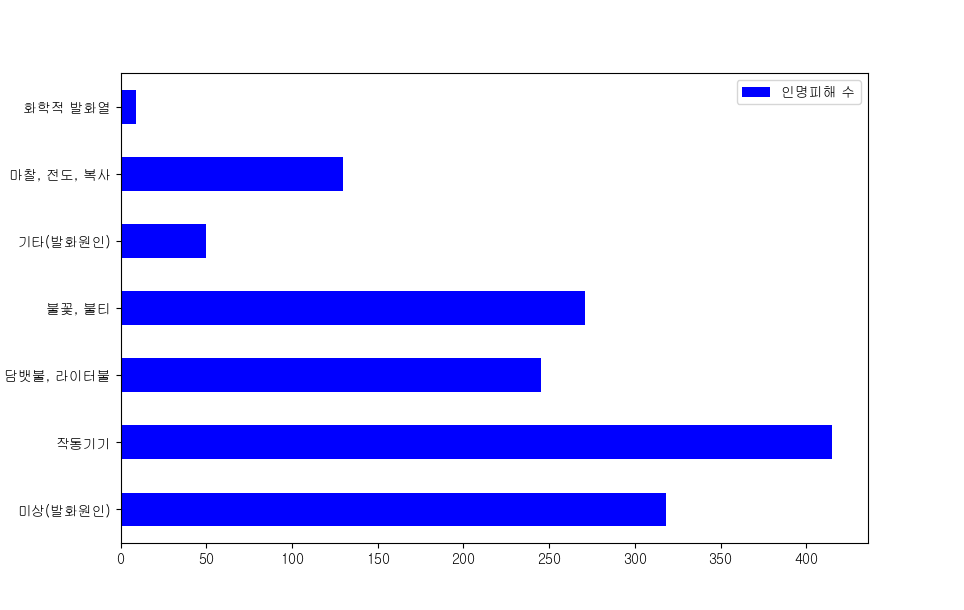 인명피해 수
화학적 발화열
마찰, 전도, 복사
기타(발화원인)
불꽃, 불티
담뱃불, 라이터불
작동기기
미상(발화원인)
0 50 100 150 200 250 300 350 400